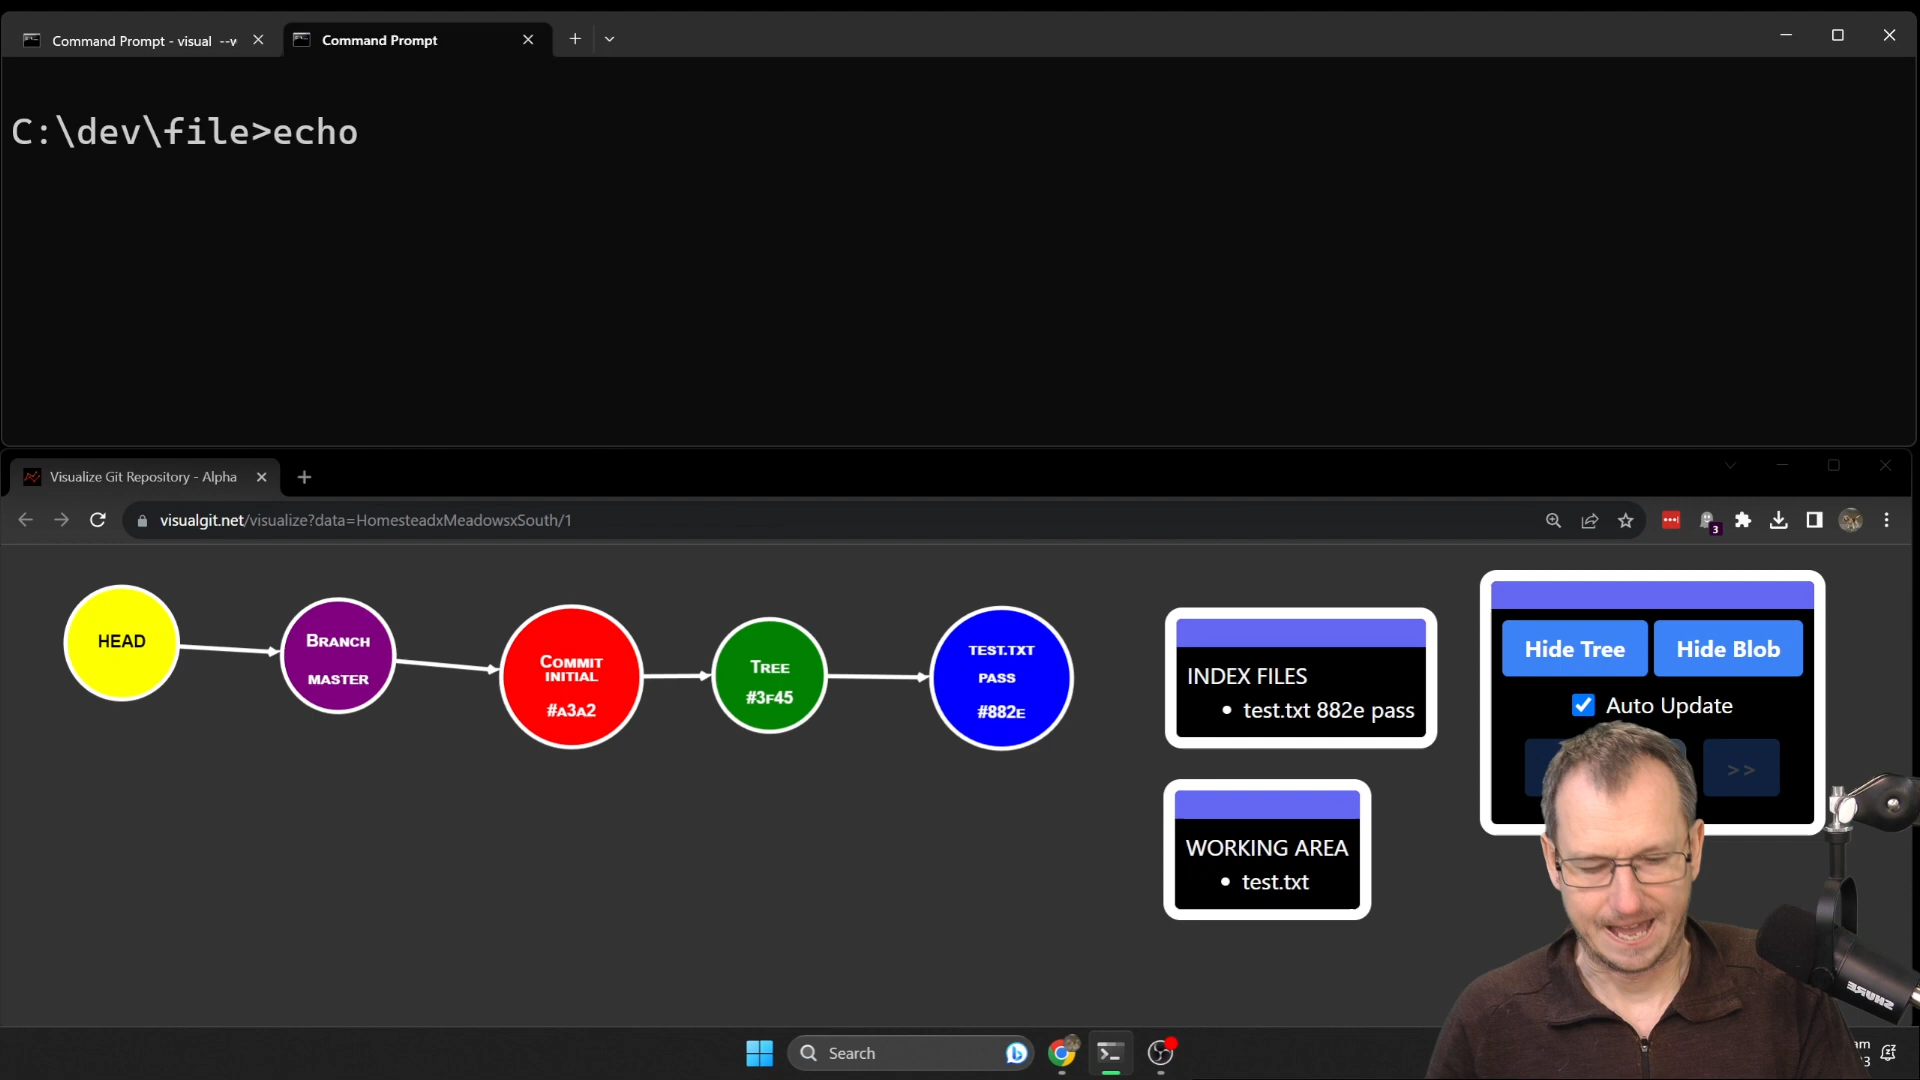 Command Prompt - visual --v
Command Prompt
C:\dev\file>echo
Visualize Git Repository - Alpha
visualgit.net/visualize?data=HomesteadxMeadowsxSouth/1
3
HEAD
BRANCH
MASTER
COMMIT
INITIAL
#A3A2
TREE
#3F45
TEST.TXT
PASS
#882E
INDEX FILES
• test.txt 882e pass
WORKING AREA
• test.txt
Hide Tree
Hide Blob
Auto Update
>>
SHURE
Search